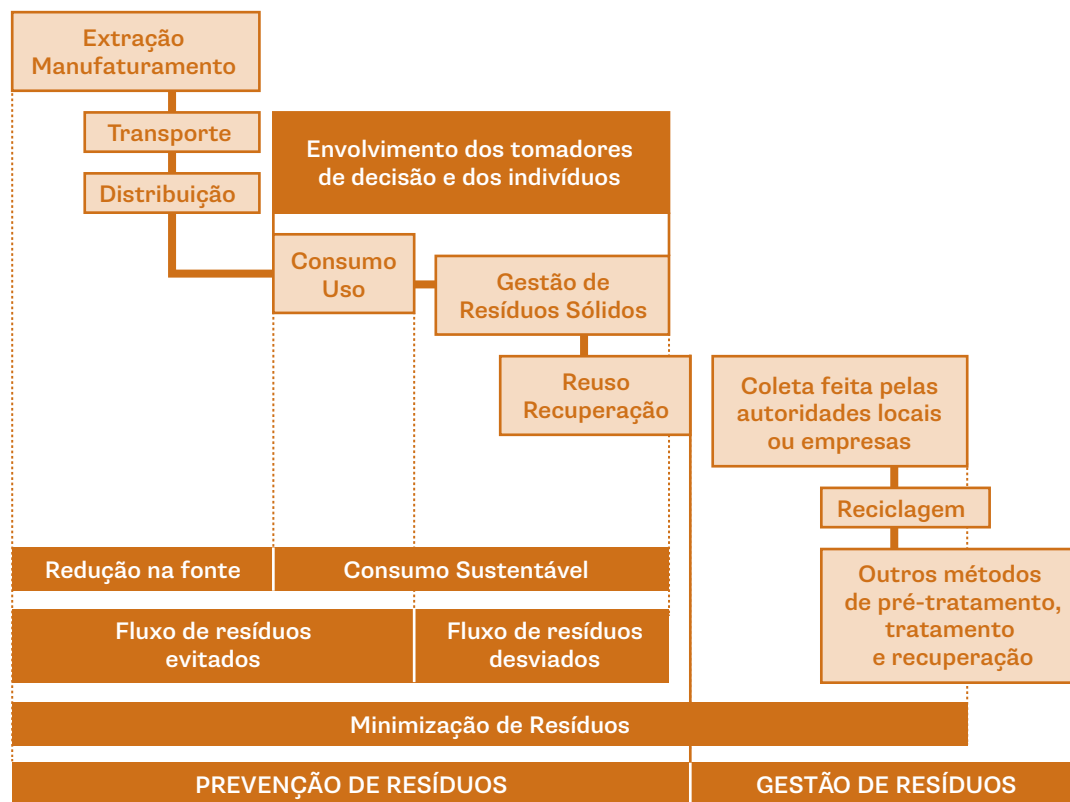 Extração
Manufaturamento
Transporte
Distribuição
Envolvimento dos tomadores
de decisão e dos indivíduos
Consumo
Uso
Gestão de
Resíduos Sólidos
Reuso
Recuperação
Coleta feita pelas
autoridades locais
ou empresas
Reciclagem
Outros métodos
de pré-tratamento,
tratamento
e recuperação
Redução na fonte
Consumo Sustentável
Fluxo de resíduos
evitados
Fluxo de resíduos
desviados
Minimização de Resíduos
PREVENÇÃO DE RESÍDUOS
GESTÃO DE RESÍDUOS